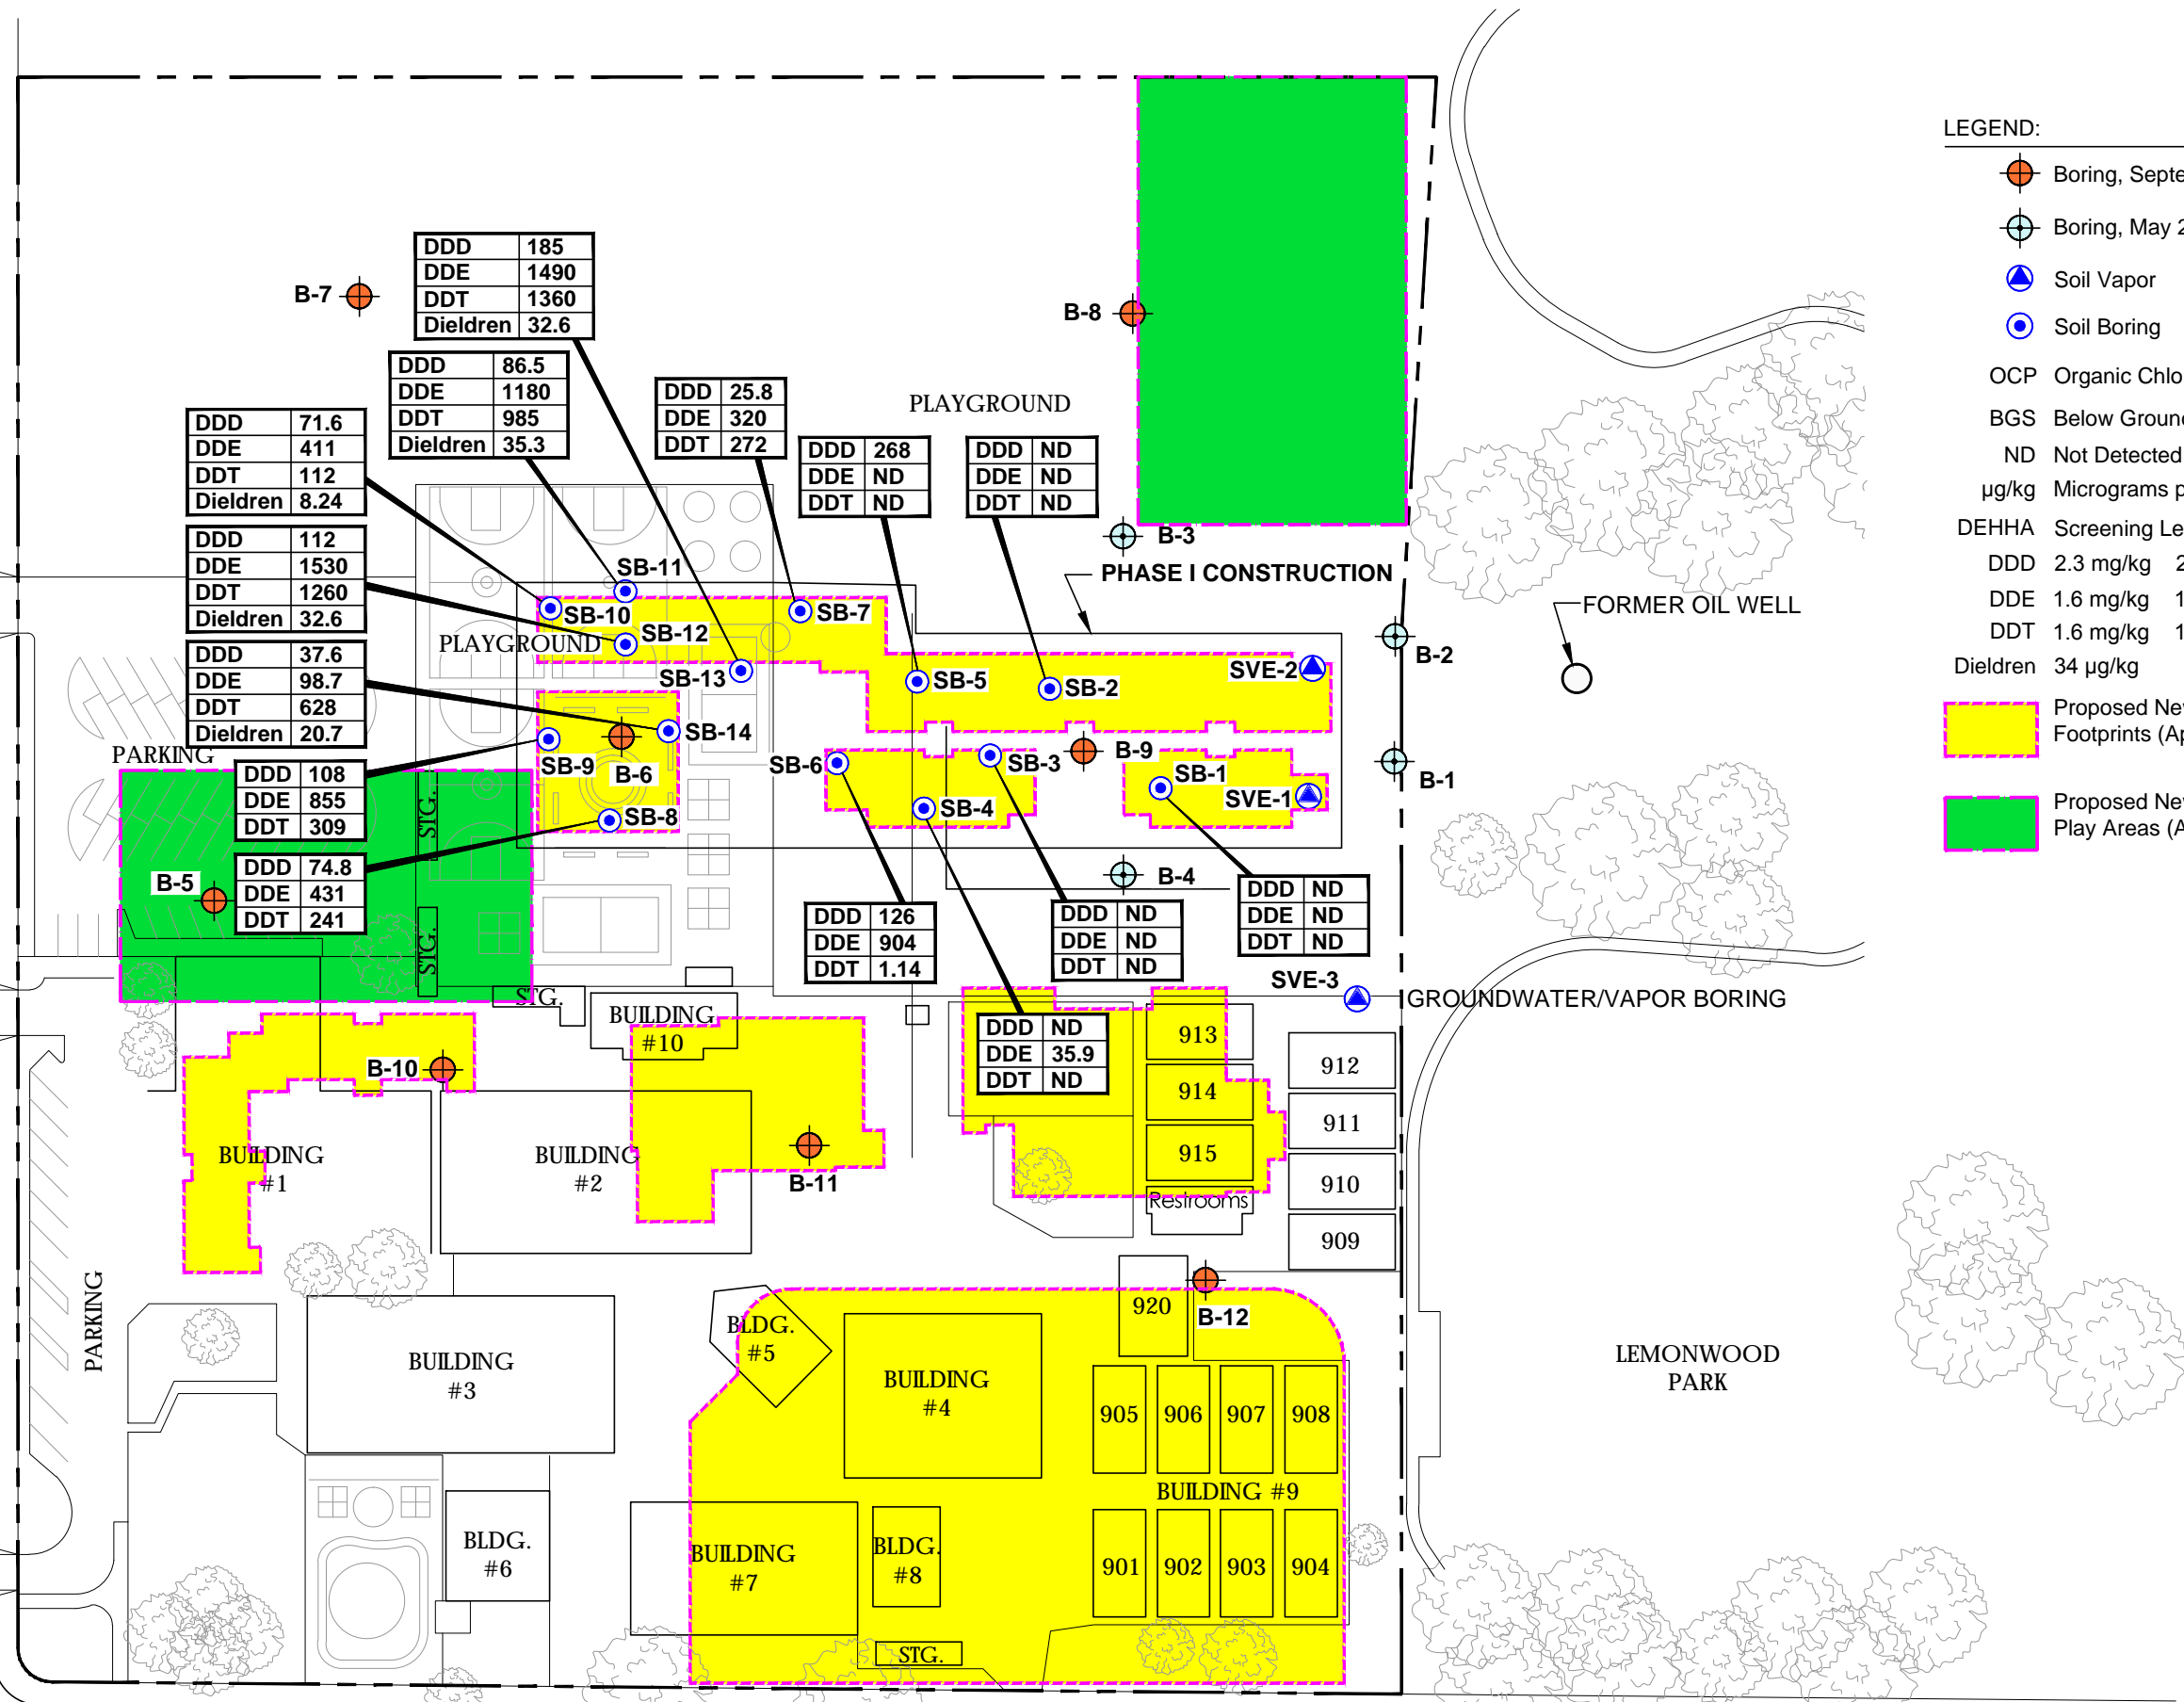 LEGEND:
Boring, Septe
Boring, May 2
Soil Vapor
Soil Boring
OCP Organic Chlo
BGS Below Groun
ND Not Detected
µg/kg Micrograms p
DEHHA Screening Le
DDD 2.3 mg/kg 2
DDE 1.6 mg/kg 1
DDT 1.6 mg/kg 1
Dieldren 34 µg/kg
Proposed Ne
Footprints (Ap
Proposed Ne
Play Areas (A
B-7
DDD 185
DDE 1490
DDT 1360
Dieldren 32.6
B-8
DDD 86.5
DDE 1180
DDT 985
Dieldren 35.3
DDD 25.8
DDE 320
DDT 272
PLAYGROUND
DDD 71.6
DDE 411
DDT 112
Dieldren 8.24
DDD 268
DDE ND
DDT ND
DDD ND
DDE ND
DDT ND
DDD 112
DDE 1530
DDT 1260
Dieldren 32.6
B-3
PHASE I CONSTRUCTION
FORMER OIL WELL
SB-11
SB-10
SB-7
SB-12
PLAYGROUND
B-2
DDD 37.6
DDE 98.7
DDT 628
Dieldren 20.7
SB-13
SB-5
SB-2
SVE-2
SB-14
PARKING
SB-9
B-6
SB-6
SB-3
B-9
SB-1
SVE-1
B-1
DDD 108
DDE 855
DDT 309
STG.
SB-8
SB-4
DDD 74.8
DDE 431
DDT 241
B-5
B-4
DDD ND
DDE ND
DDT ND
DDD 126
DDE 904
DDT 1.14
DDD ND
DDE ND
DDT ND
STG.
SVE-3
GROUNDWATER/VAPOR BORING
STG.
BUILDING
#10
DDD ND
DDE 35.9
DDT ND
913
914
915
Restrooms
912
911
910
909
B-10
BUILDING
#1
BUILDING
#2
B-11
PARKING
920
B-12
BLDG.
#5
BUILDING
#3
BUILDING
#4
LEMONWOOD
PARK
905 906 907 908
BUILDING #9
BLDG.
#6
BUILDING
#7
BLDG.
#8
901 902 903 904
STG.